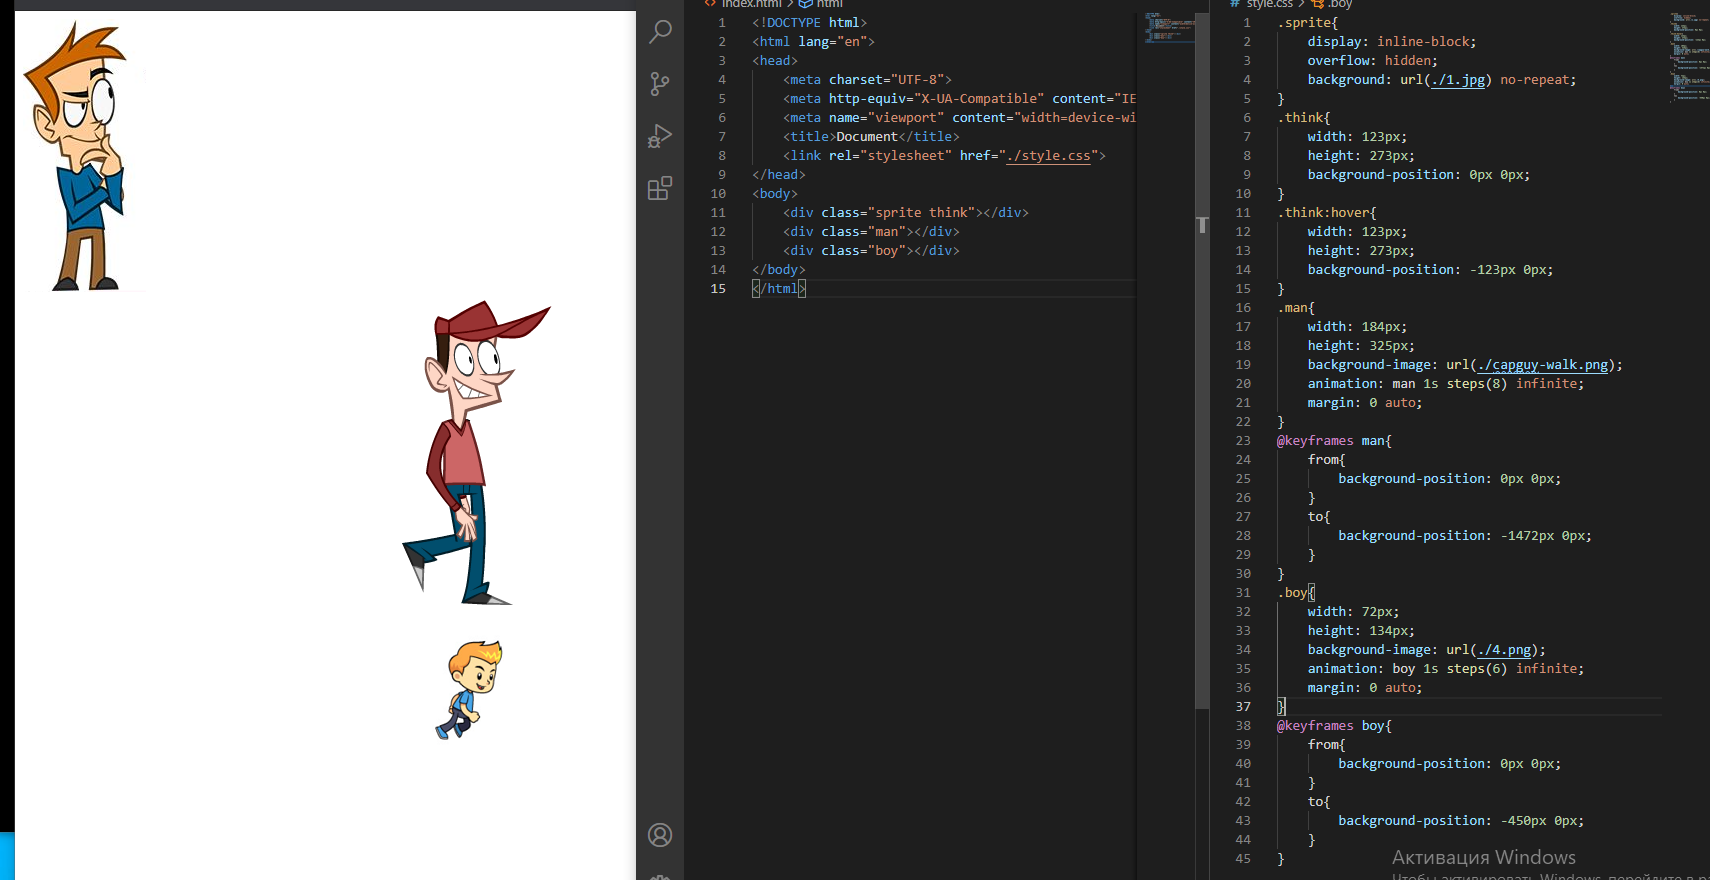 index.html > html
1 <!DOCTYPE html>
2 <html lang="en">
3 <head>
4 <meta charset="UTF-8">
5 <meta http-equiv="X-UA-Compatible" content="IE
6 <meta name="viewport" content="width=device-wi
7 <title>Document</title>
8 <link rel="stylesheet" href="./style.css">
9 </head>
10 <body>
11 <div class="sprite think"></div>
12 <div class="man"></div>
13 <div class="boy"></div>
14 </body>
15 </html>
# style.css > .boy
1 .sprite{
2 display: inline-block;
3 overflow: hidden;
4 background: url(./1.jpg) no-repeat;
5 }
6 .think{
7 width: 123px;
8 height: 273px;
9 background-position: 0px 0px;
10 }
11 .think:hover{
12 width: 123px;
13 height: 273px;
14 background-position: -123px 0px;
15 }
16 .man{
17 width: 184px;
18 height: 325px;
19 background-image: url(./capguy-walk.png);
20 animation: man 1s steps(8) infinite;
21 margin: 0 auto;
22 }
23 @keyframes man{
24 from{
25 background-position: 0px 0px;
26 }
27 to{
28 background-position: -1472px 0px;
29 }
30 }
31 .boy{
32 width: 72px;
33 height: 134px;
34 background-image: url(./4.png);
35 animation: boy 1s steps(6) infinite;
36 margin: 0 auto;
37 }
38 @keyframes boy{
39 from{
40 background-position: 0px 0px;
41 }
42 to{
43 background-position: -450px 0px;
44 }
45 }
Активация Windows
Чтобы активировать Windows, перейдите в